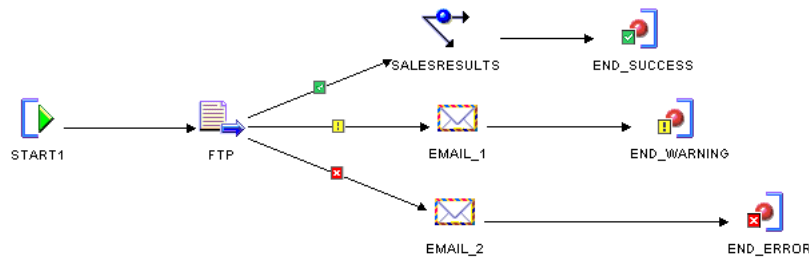 SALESRESULTS
END_SUCCESS
START1
FTP
EMAIL_1
END_WARNING
EMAIL_2
END_ERROR